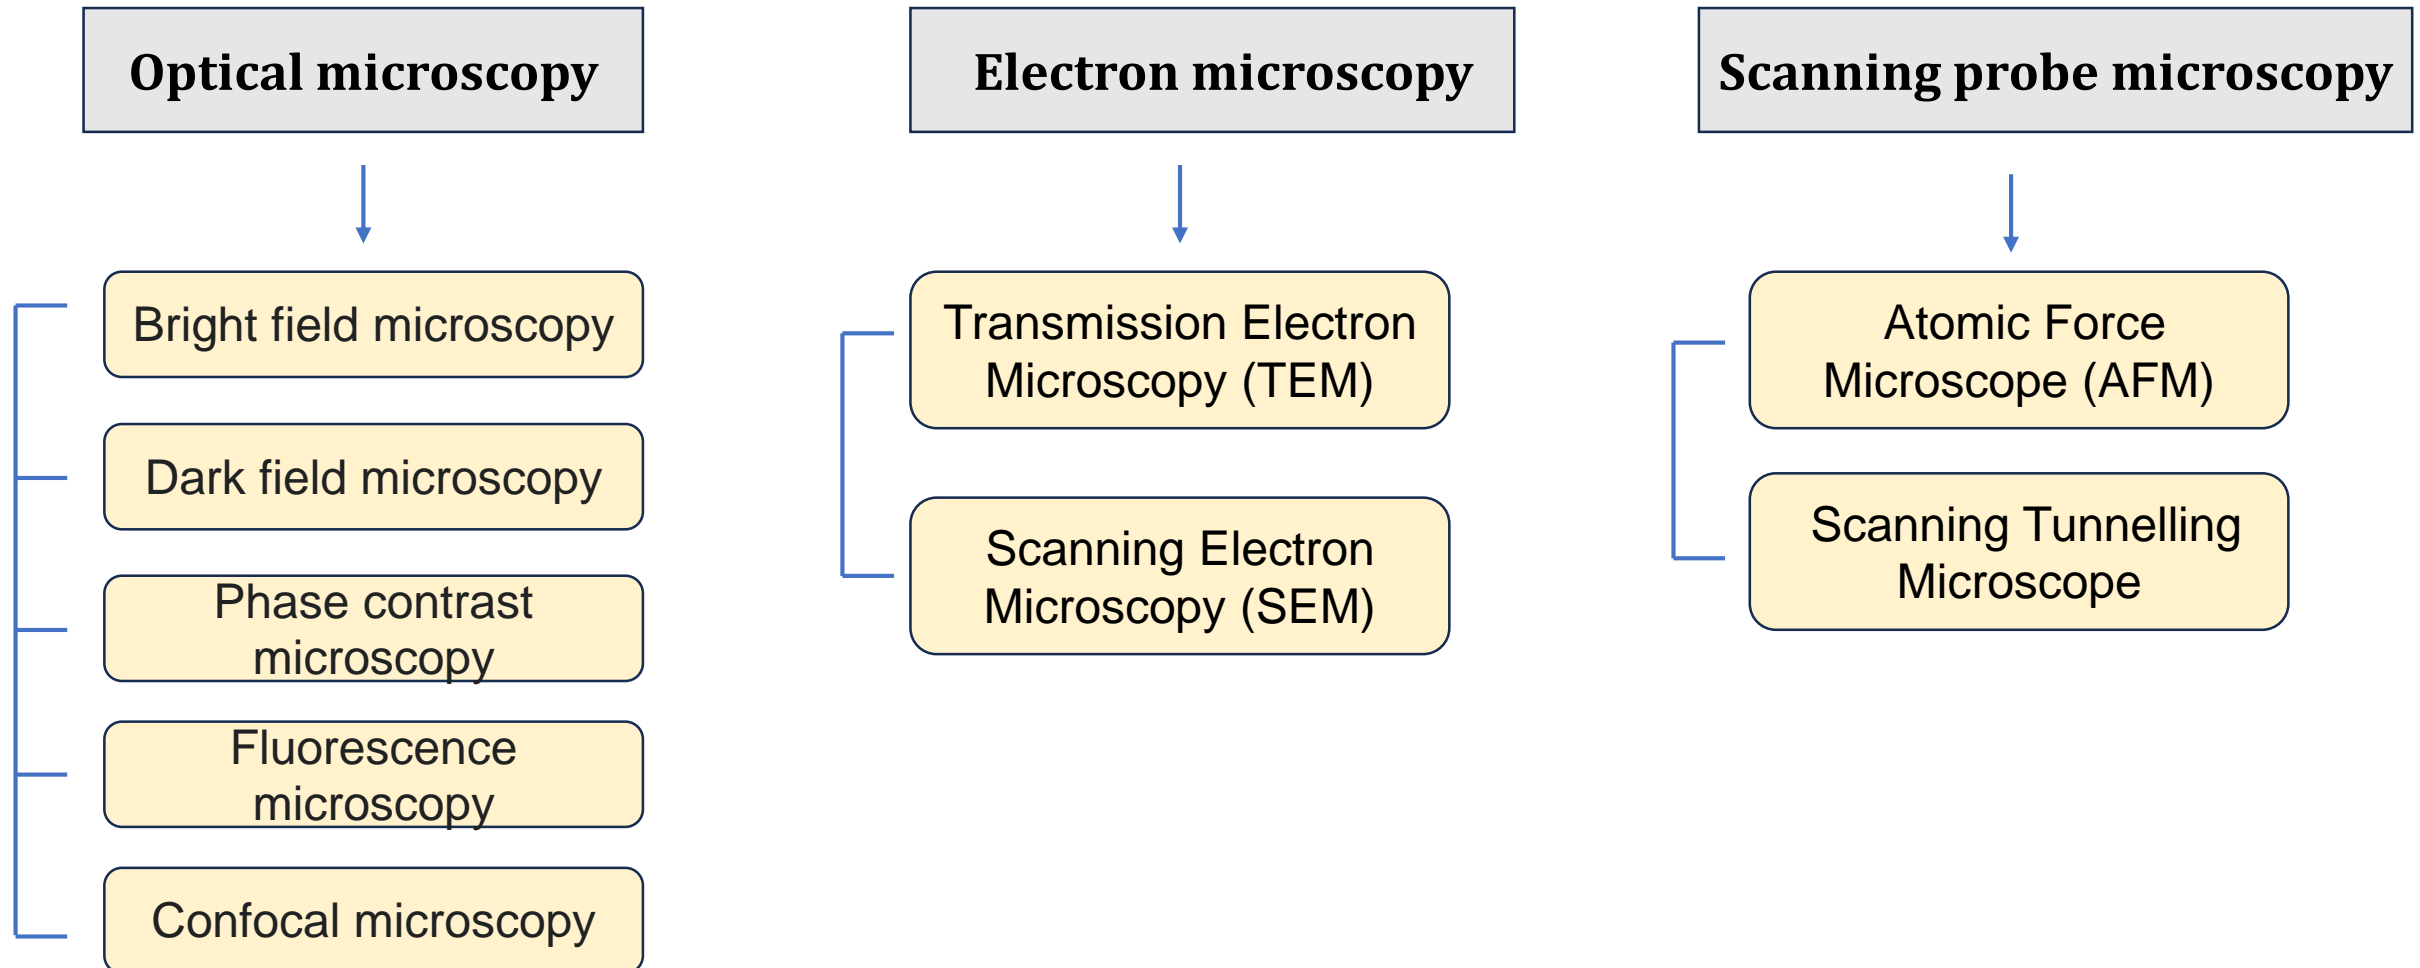 Optical microscopy
Bright field microscopy
Dark field microscopy
Phase contrast
microscopy
Fluorescence
microscopy
Confocal microscopy
Electron microscopy
Transmission Electron
Microscopy (TEM)
Scanning Electron
Microscopy (SEM)
Scanning probe microscopy
Atomic Force
Microscope (AFM)
Scanning Tunnelling
Microscope